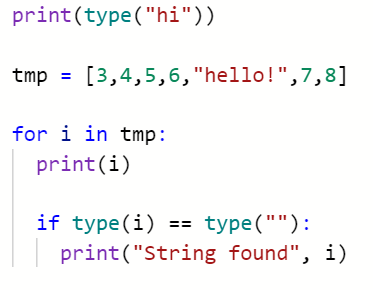 print(type("hi"))
tmp = [3,4,5,6,"hello!",7,8]
for i in tmp:
print(i)
if type(i) == type(""):
print("String found", i)